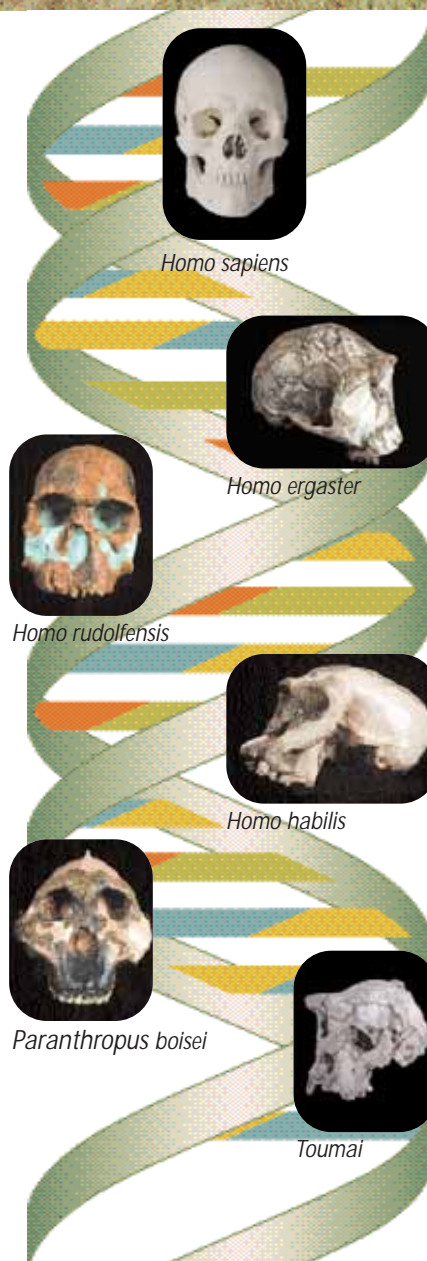 Homo sapiens
Homo ergaster
Homo rudolfensis
Homo habilis
Paranthropus boisei
Toumai